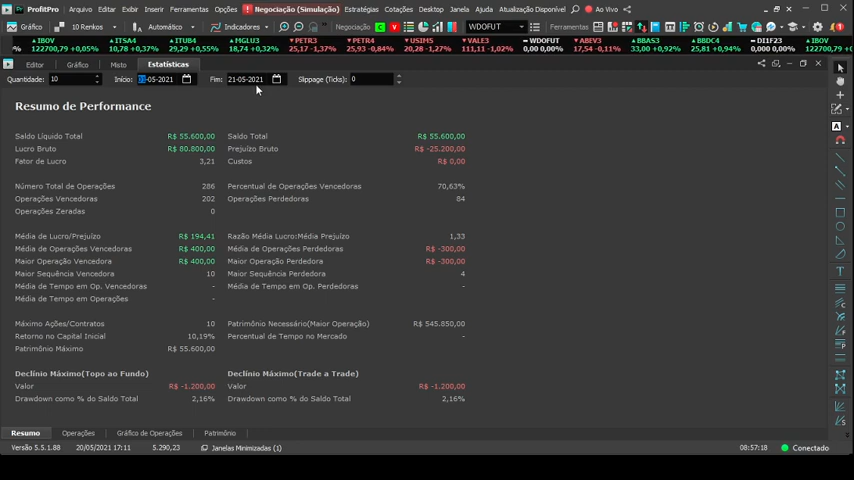 ProfitPro Arquivo Editar Exibir Inserir Ferramentas Opções Negociação (Simulação) Estratégias Cotações Desktop Janela Ajuda Atualização Disponível Ao Vivo
Gráfico 10 Renkos Automático Indicadores Negociação C V WDOFUT Ferramentas
IBOV 122700,79 +0,05% ITSA4 10,78 +0,37% ITUB4 29,29 +0,55% MGLU3 18,74 +0,32% PETR3 25,17 -1,37% PETR4 25,93 -0,84% USIM5 20,28 -1,27% VALE3 111,11 -1,02% WDOFUT 0,00 0,00% ABEV3 17,54 -0,11% BBAS3 33,00 +0,92% BBDC4 25,81 +0,94% DI1F23 0,000 0,00% IBOV 122700,79 +0,05%
Editor Gráfico Misto Estatísticas
Quantidade: 10 Início: -05-2021 Fim: 21-05-2021 Slippage (Ticks): 0
Resumo de Performance
Saldo Líquido Total R$ 55.600,00 Saldo Total R$ 55.600,00
Lucro Bruto R$ 80.800,00 Prejuízo Bruto R$ -25.200,00
Fator de Lucro 3,21 Custos R$ 0,00
Número Total de Operações 286 Percentual de Operações Vencedoras 70,63%
Operações Vencedoras 202 Operações Perdedoras 84
Operações Zeradas 0
Média de Lucro/Prejuízo R$ 194,41 Razão Média Lucro:Média Prejuízo 1,33
Média de Operações Vencedoras R$ 400,00 Média de Operações Perdedoras R$ -300,00
Maior Operação Vencedora R$ 400,00 Maior Operação Perdedora R$ -300,00
Maior Sequência Vencedora 10 Maior Sequência Perdedora 4
Média de Tempo em Op. Vencedoras - Média de Tempo em Op. Perdedoras -
Média de Tempo em Operações -
Máximo Ações/Contratos 10 Patrimônio Necessário(Maior Operação) R$ 545.850,00
Retorno no Capital Inicial 10,19% Percentual de Tempo no Mercado -
Patrimônio Máximo R$ 55.600,00
Declínio Máximo(Topo ao Fundo) Declínio Máximo(Trade a Trade)
Valor R$ -1.200,00 Valor R$ -1.200,00
Drawdown como % do Saldo Total 2,16% Drawdown como % do Saldo Total 2,16%
Resumo Operações Gráfico de Operações Patrimônio
Versão 5.5.1.88 20/05/2021 17:11 5.290,23 Janelas Minimizadas (1) 08:57:18 Conectado